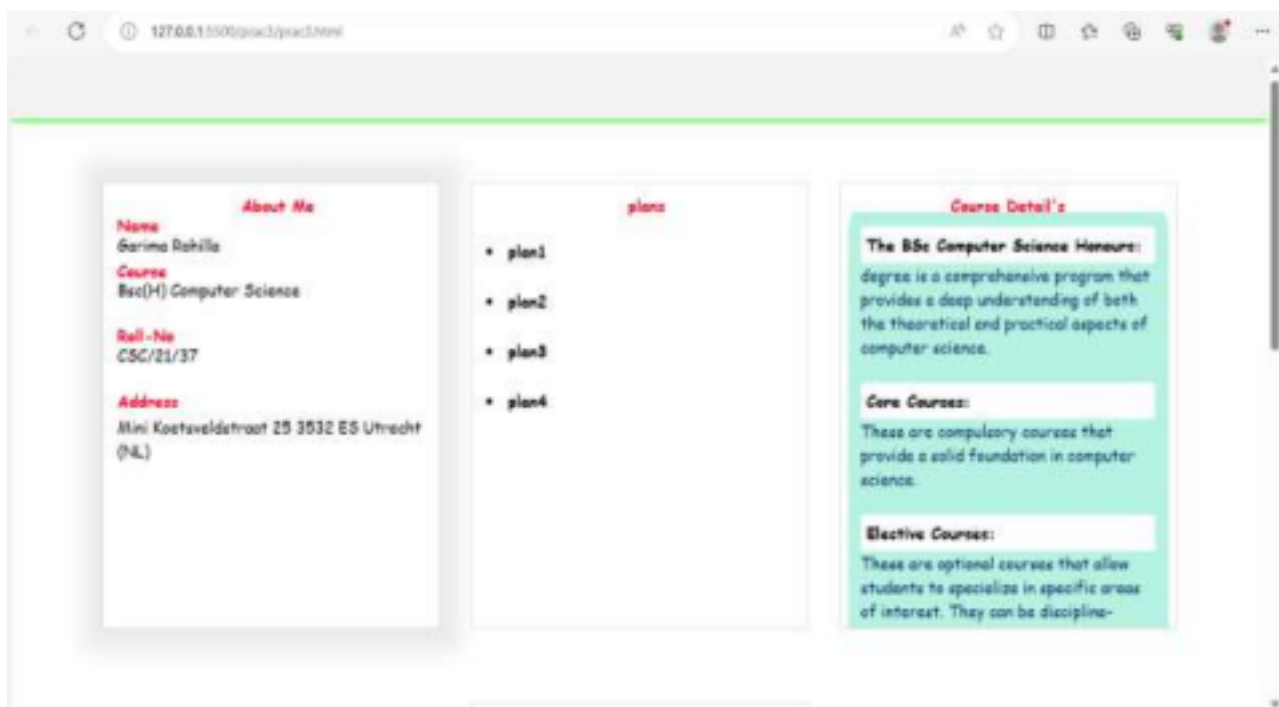 127.0.0.1:5500/prac3/prac3.html
About Me
Name
Garima Rohilla
Course
Bsc(H) Computer Science
Roll-No
CSC/21/37
Address
Mini Koetsveldstraat 25 3532 ES Utrecht
(NL)
plans
• plan1
• plan2
• plan3
• plan4
Course Detail's
The BSc Computer Science Honours:
degree is a comprehensive program that
provides a deep understanding of both
the theoretical and practical aspects of
computer science.
Core Courses:
These are compulsory courses that
provide a solid foundation in computer
science.
Elective Courses:
These are optional courses that allow
students to specialize in specific areas
of interest. They can be discipline-